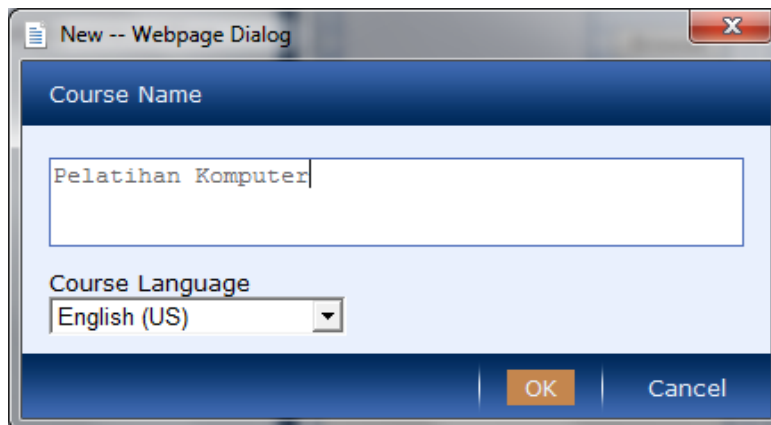 New -- Webpage Dialog
Course Name
Pelatihan Komputer
Course Language
English (US)
OK
Cancel